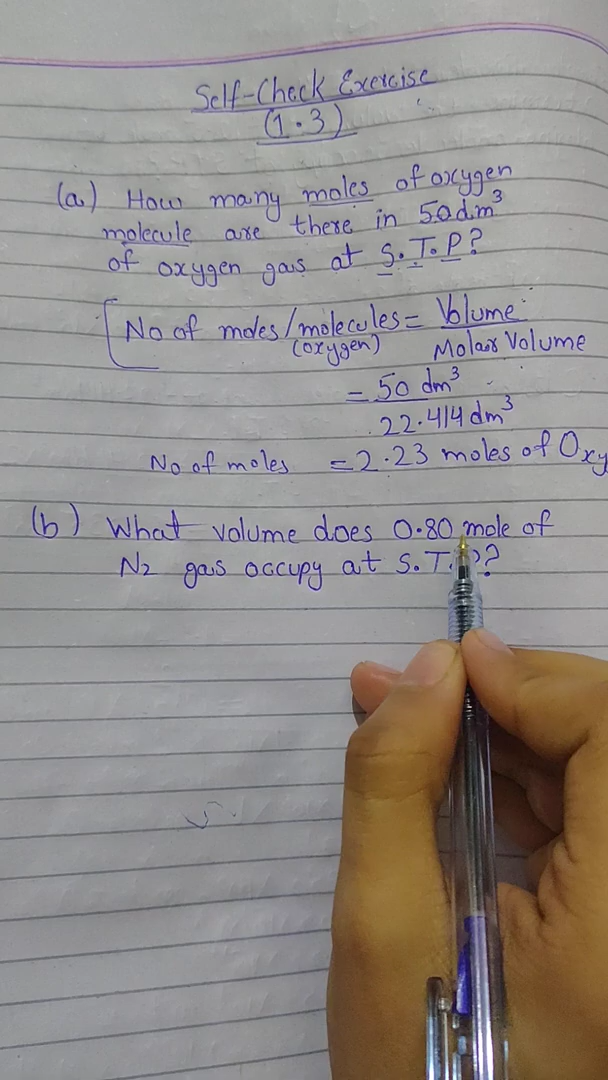 Self-Check Exercise
(1.3)
(a) How many moles of oxygen
molecule are there in 50dm³
of oxygen gas at S.T.P?
No of moles/molecules = Volume
(oxygen) Molar Volume
= 50 dm³
22.414 dm³
No of moles = 2.23 moles of Oxy
(b) What volume does 0.80 mole of
N₂ gas occupy at S.T.P?